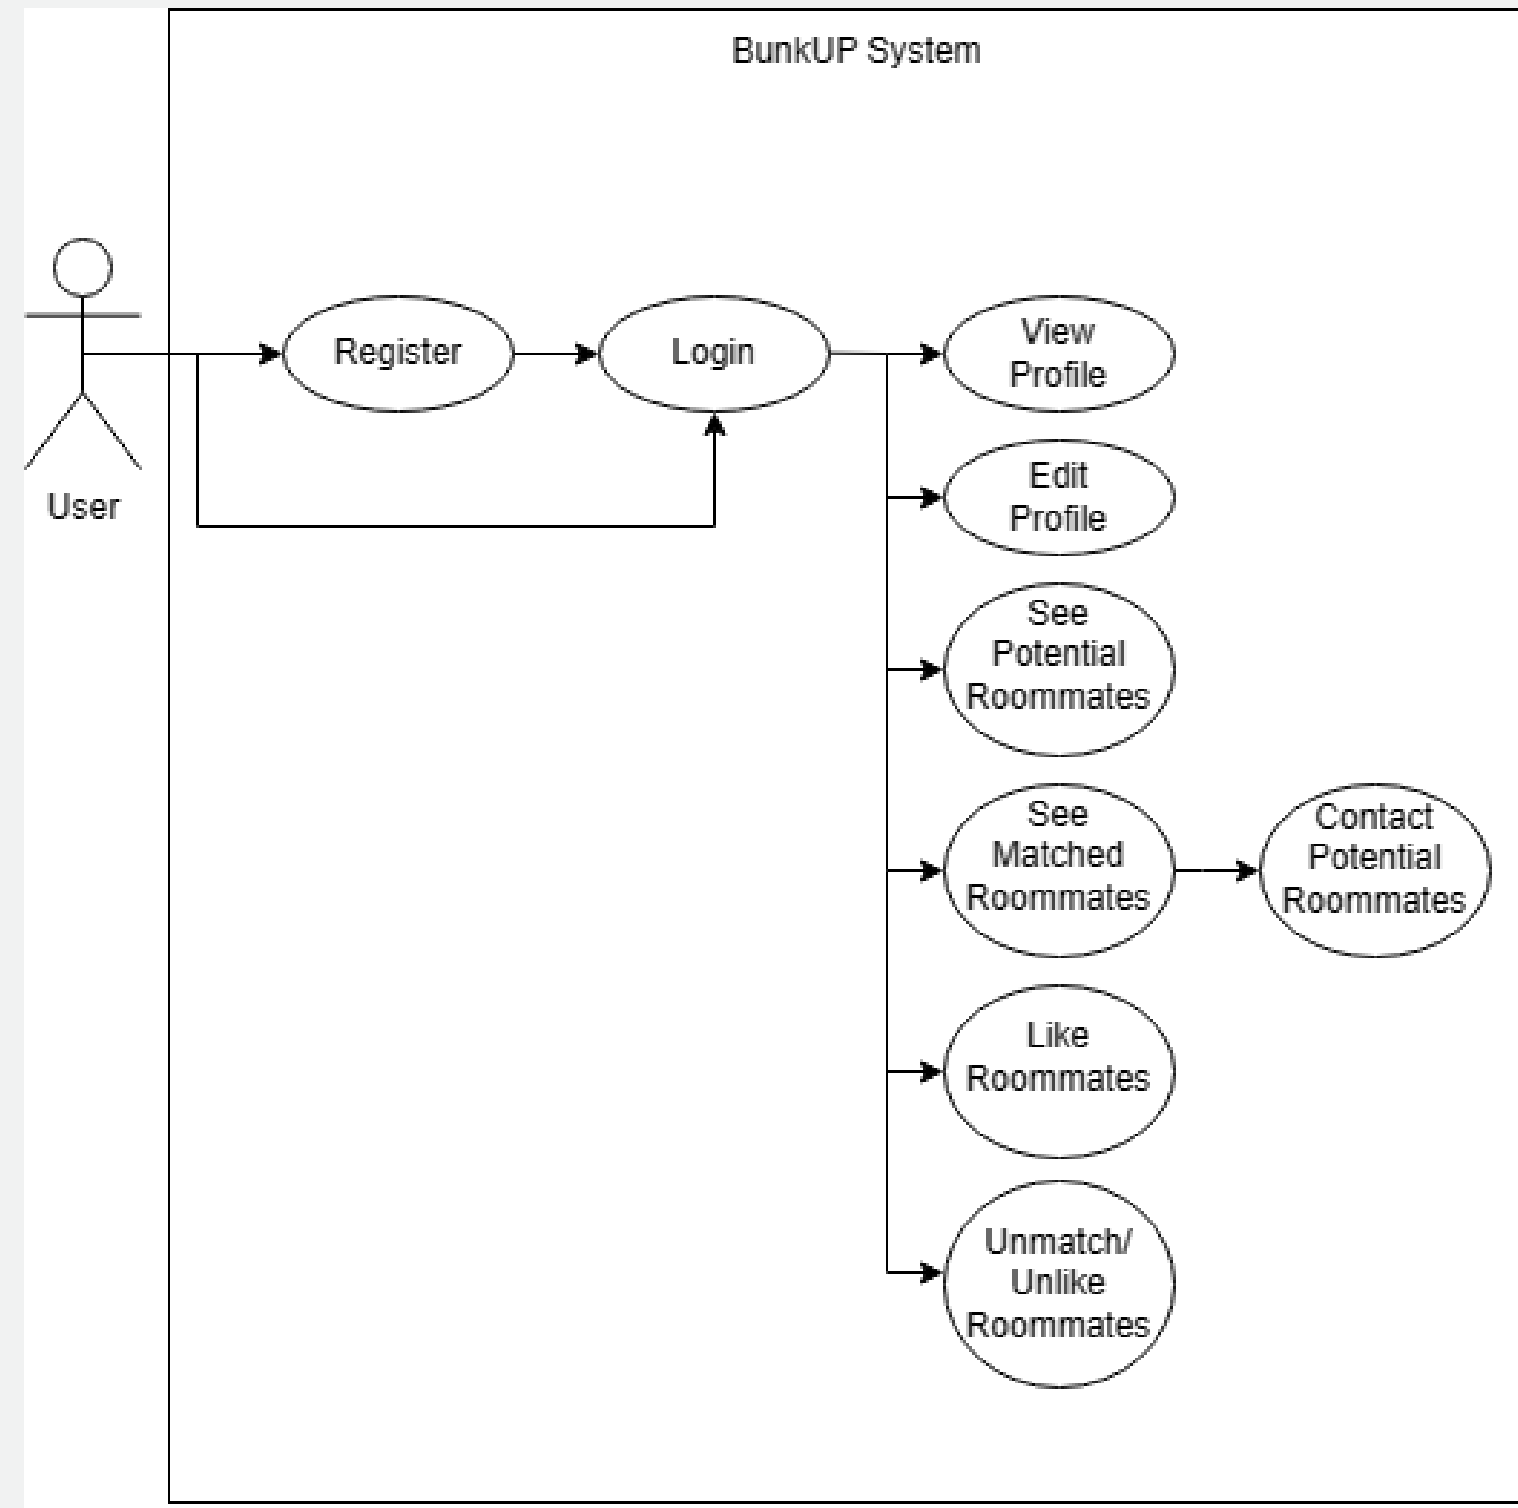 BunkUP System
User
Register
Login
View
Profile
Edit
Profile
See
Potential
Roommates
See
Matched
Roommates
Contact
Potential
Roommates
Like
Roommates
Unmatch/
Unlike
Roommates